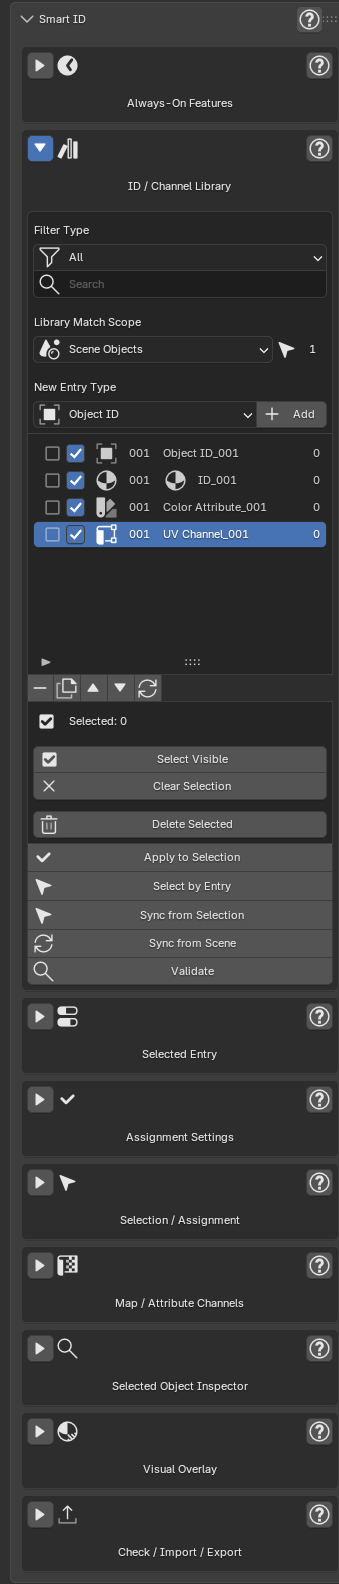 Smart ID
Always-On Features
ID / Channel Library
Filter Type
All
Search
Library Match Scope
Scene Objects 1
New Entry Type
Object ID Add
001 Object ID_001 0
001 ID_001 0
001 Color Attribute_001 0
001 UV Channel_001 0
Selected: 0
Select Visible
Clear Selection
Delete Selected
Apply to Selection
Select by Entry
Sync from Selection
Sync from Scene
Validate
Selected Entry
Assignment Settings
Selection / Assignment
Map / Attribute Channels
Selected Object Inspector
Visual Overlay
Check / Import / Export